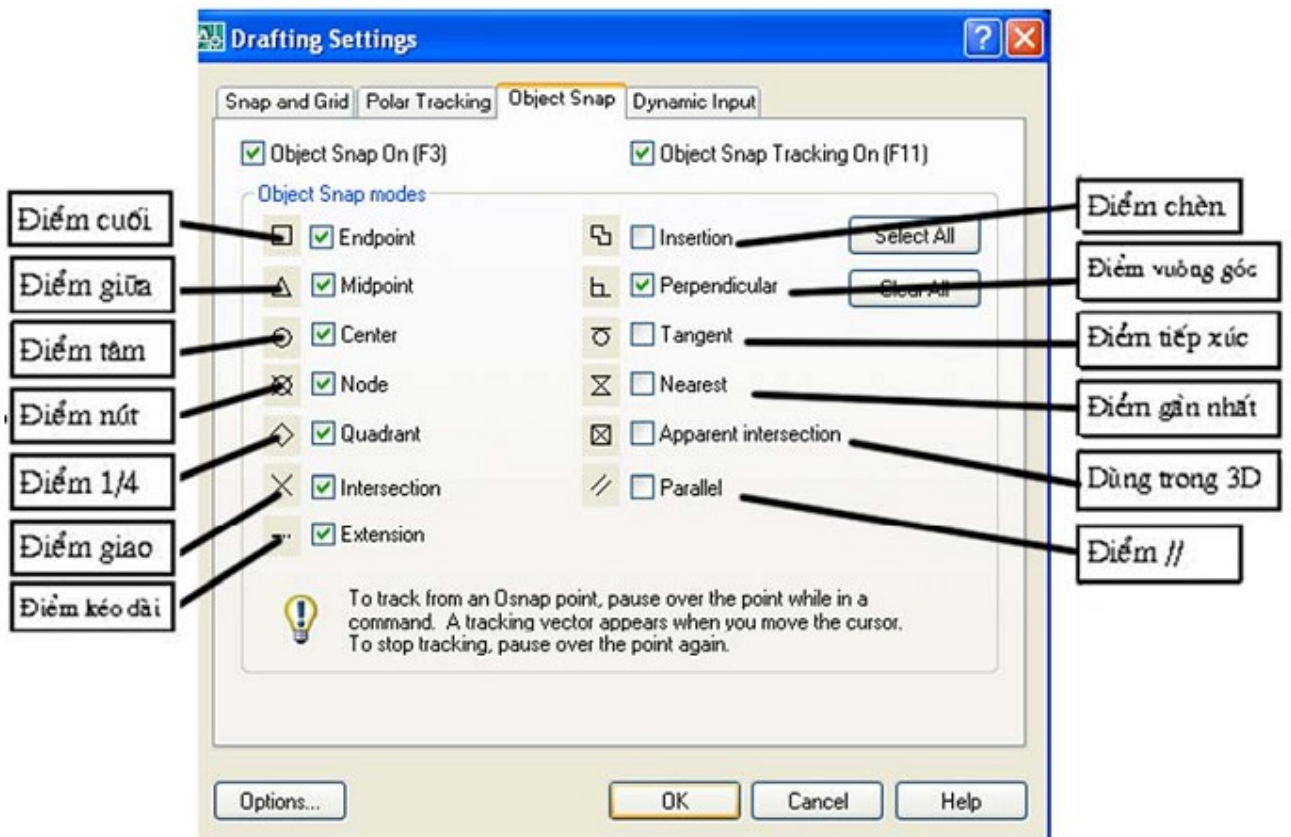 Drafting Settings
Snap and Grid Polar Tracking Object Snap Dynamic Input
Object Snap On (F3)
Object Snap Tracking On (F11)
Object Snap modes
Điểm cuối
Endpoint
Insertion
Select All
Điểm chèn
Điểm giữa
Midpoint
Perpendicular
Clear All
Điểm vuông góc
Điểm tâm
Center
Tangent
Điểm tiếp xúc
Điểm nút
Node
Nearest
Điểm gần nhất
Điểm 1/4
Quadrant
Apparent intersection
Dùng trong 3D
Điểm giao
Intersection
Parallel
Điểm //
Điểm kéo dài
Extension
To track from an Osnap point, pause over the point while in a
command. A tracking vector appears when you move the cursor.
To stop tracking, pause over the point again.
Options... OK Cancel Help